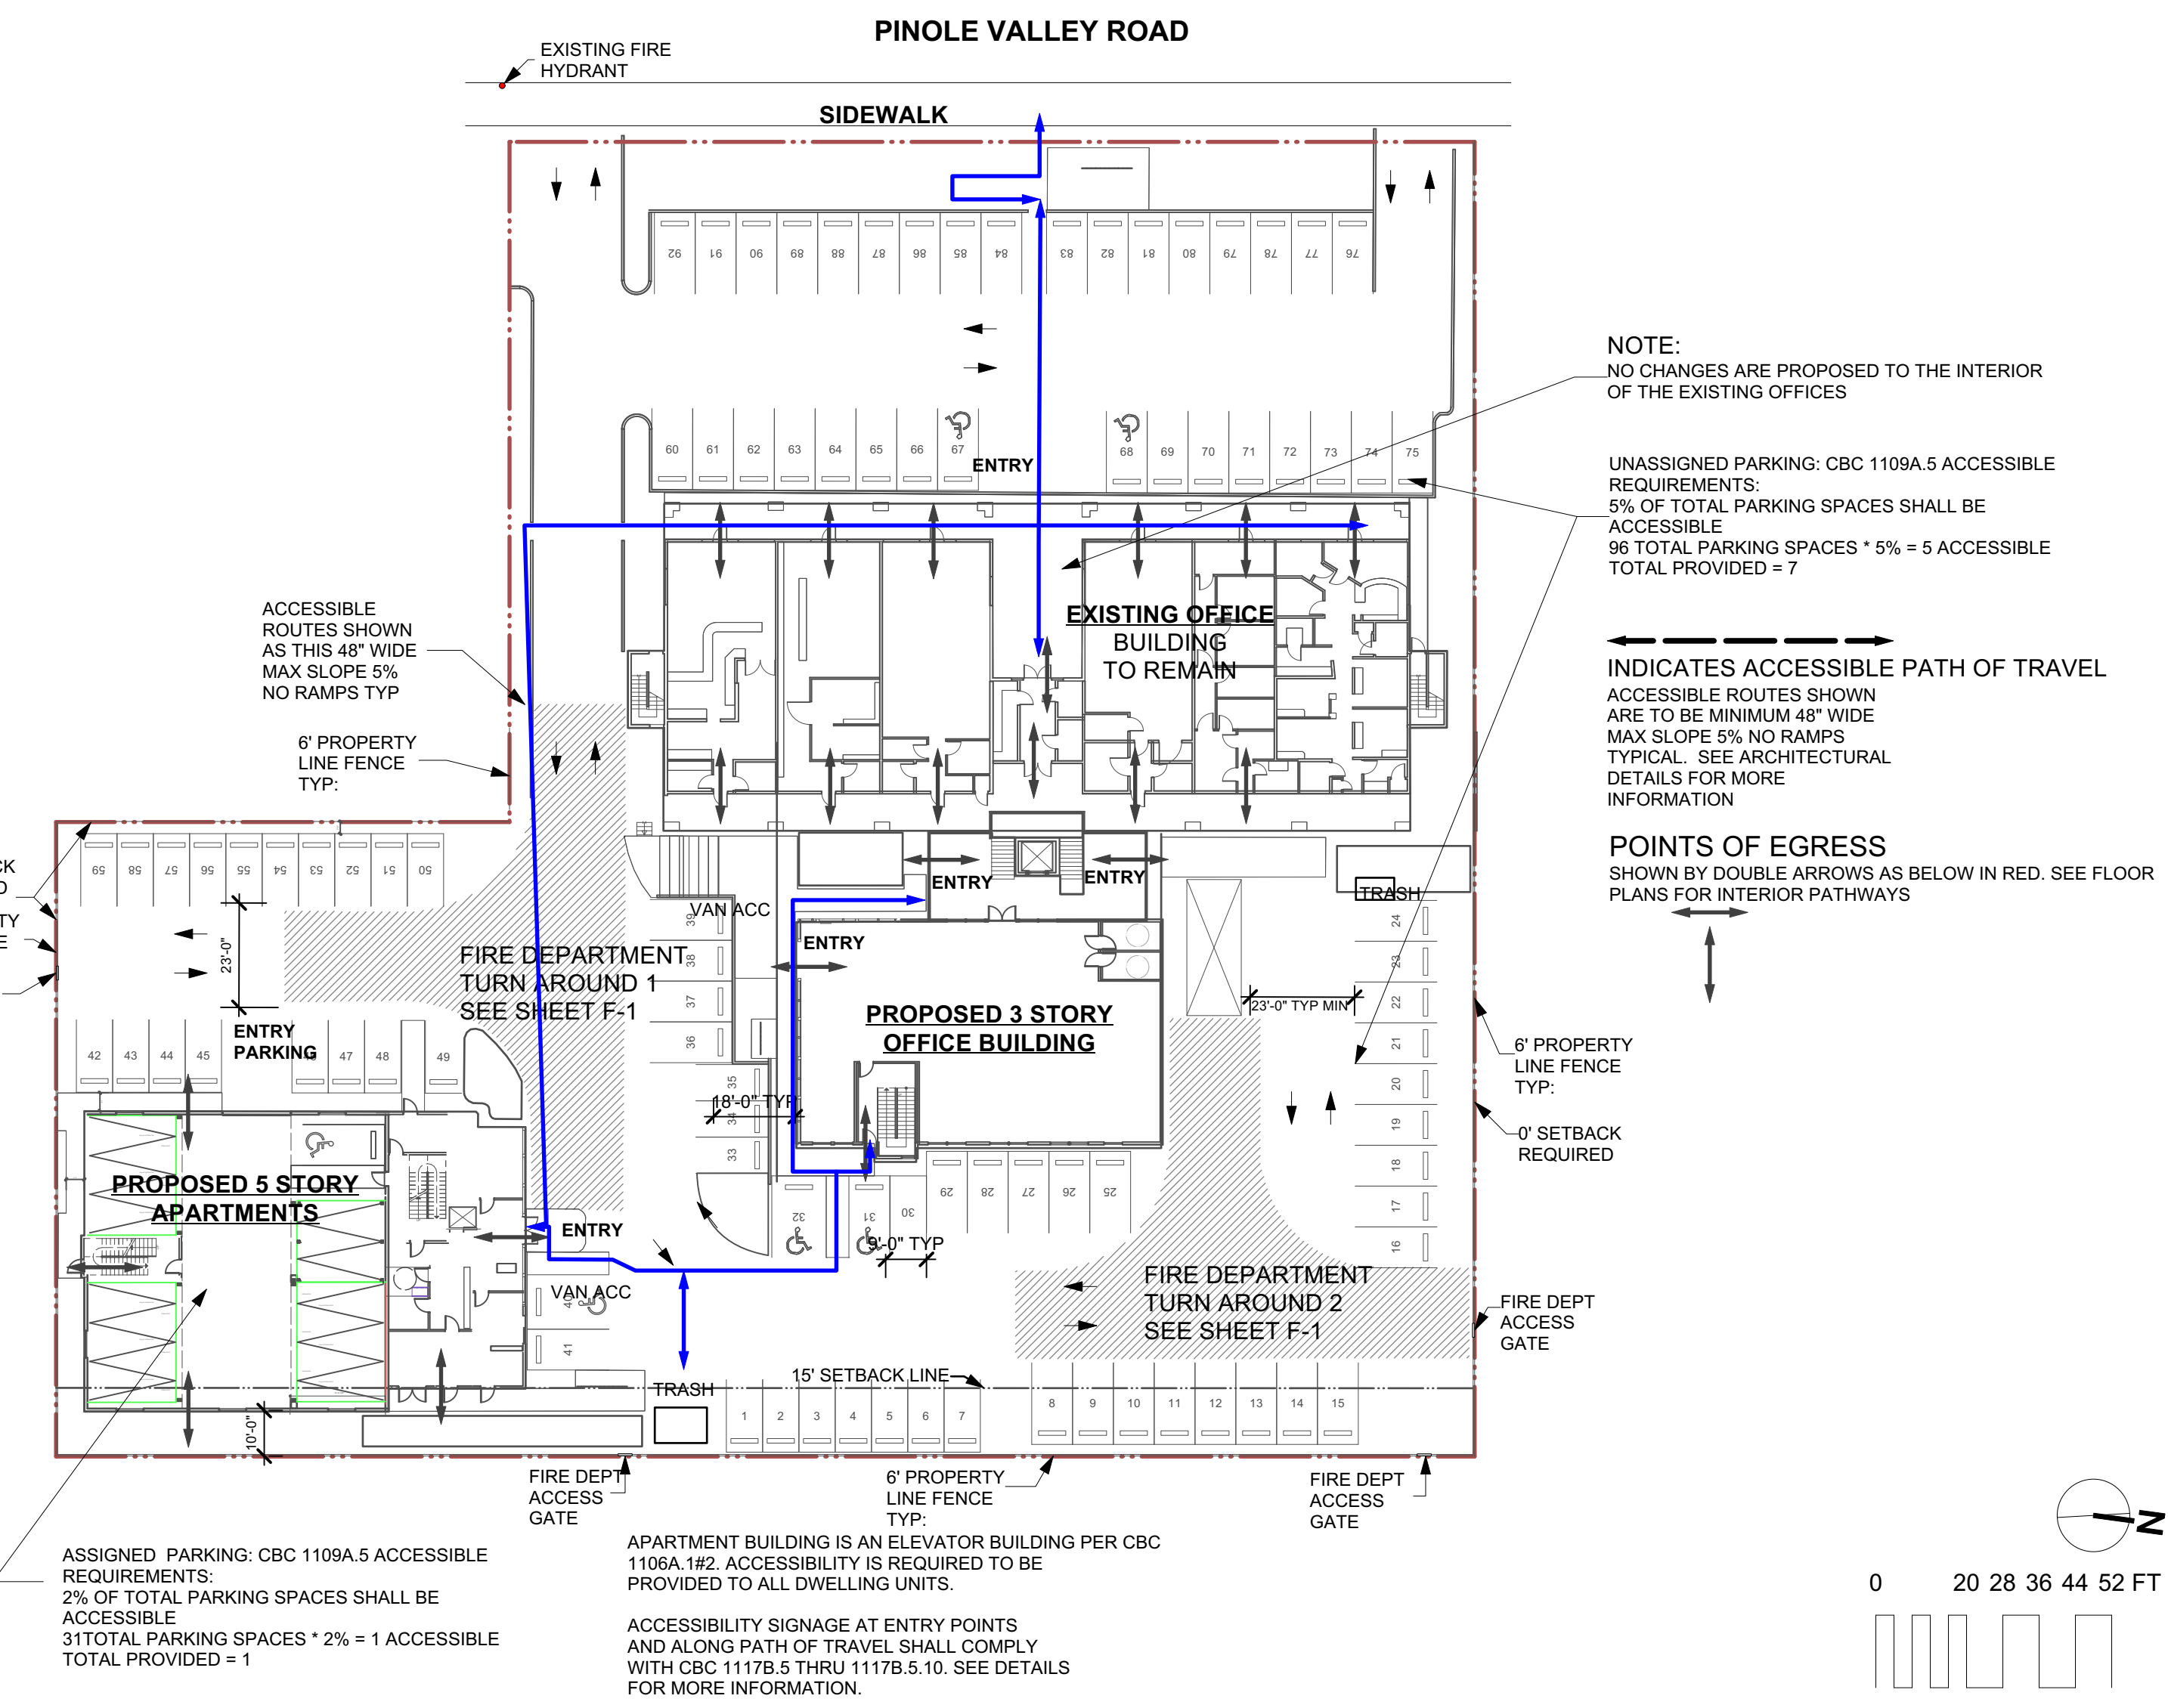 PINOLE VALLEY ROAD
EXISTING FIRE
HYDRANT
SIDEWALK
92 91 90 89 88 87 86 85 84 83 82 81 80 79 78 77 76
NOTE:
NO CHANGES ARE PROPOSED TO THE INTERIOR
OF THE EXISTING OFFICES
60 61 62 63 64 65 66 67 68 69 70 71 72 73 74 75
ENTRY
UNASSIGNED PARKING: CBC 1109A.5 ACCESSIBLE
REQUIREMENTS:
5% OF TOTAL PARKING SPACES SHALL BE
ACCESSIBLE
96 TOTAL PARKING SPACES * 5% = 5 ACCESSIBLE
TOTAL PROVIDED = 7
ACCESSIBLE
ROUTES SHOWN
AS THIS 48" WIDE
MAX SLOPE 5%
NO RAMPS TYP
EXISTING OFFICE
BUILDING
TO REMAIN
INDICATES ACCESSIBLE PATH OF TRAVEL
ACCESSIBLE ROUTES SHOWN
ARE TO BE MINIMUM 48" WIDE
MAX SLOPE 5% NO RAMPS
TYPICAL. SEE ARCHITECTURAL
DETAILS FOR MORE
INFORMATION
6' PROPERTY
LINE FENCE
TYP:
POINTS OF EGRESS
SHOWN BY DOUBLE ARROWS AS BELOW IN RED. SEE FLOOR
PLANS FOR INTERIOR PATHWAYS
59 58 57 56 55 54 53 52 51 50
ENTRY
ENTRY
TRASH
VAN ACC
39
38
37
36
35
34
33
ENTRY
24
23
22
21
20
19
18
17
16
23'-0"
FIRE DEPARTMENT
TURN AROUND 1
SEE SHEET F-1
23'-0" TYP MIN
PROPOSED 3 STORY
OFFICE BUILDING
ENTRY
PARKING
42 43 44 45 47 48 49
6' PROPERTY
LINE FENCE
TYP:
18'-0" TYP
0' SETBACK
REQUIRED
PROPOSED 5 STORY
APARTMENTS
32 31 30 29 28 27 26 25
ENTRY
9'-0" TYP
VAN ACC
40
41
FIRE DEPARTMENT
TURN AROUND 2
SEE SHEET F-1
FIRE DEPT
ACCESS
GATE
15' SETBACK LINE
TRASH
1 2 3 4 5 6 7 8 9 10 11 12 13 14 15
10'-0"
FIRE DEPT
ACCESS
GATE
6' PROPERTY
LINE FENCE
TYP:
FIRE DEPT
ACCESS
GATE
ASSIGNED PARKING: CBC 1109A.5 ACCESSIBLE
REQUIREMENTS:
2% OF TOTAL PARKING SPACES SHALL BE
ACCESSIBLE
31TOTAL PARKING SPACES * 2% = 1 ACCESSIBLE
TOTAL PROVIDED = 1
APARTMENT BUILDING IS AN ELEVATOR BUILDING PER CBC
1106A.1#2. ACCESSIBILITY IS REQUIRED TO BE
PROVIDED TO ALL DWELLING UNITS.
ACCESSIBILITY SIGNAGE AT ENTRY POINTS
AND ALONG PATH OF TRAVEL SHALL COMPLY
WITH CBC 1117B.5 THRU 1117B.5.10. SEE DETAILS
FOR MORE INFORMATION.
N
0 20 28 36 44 52 FT